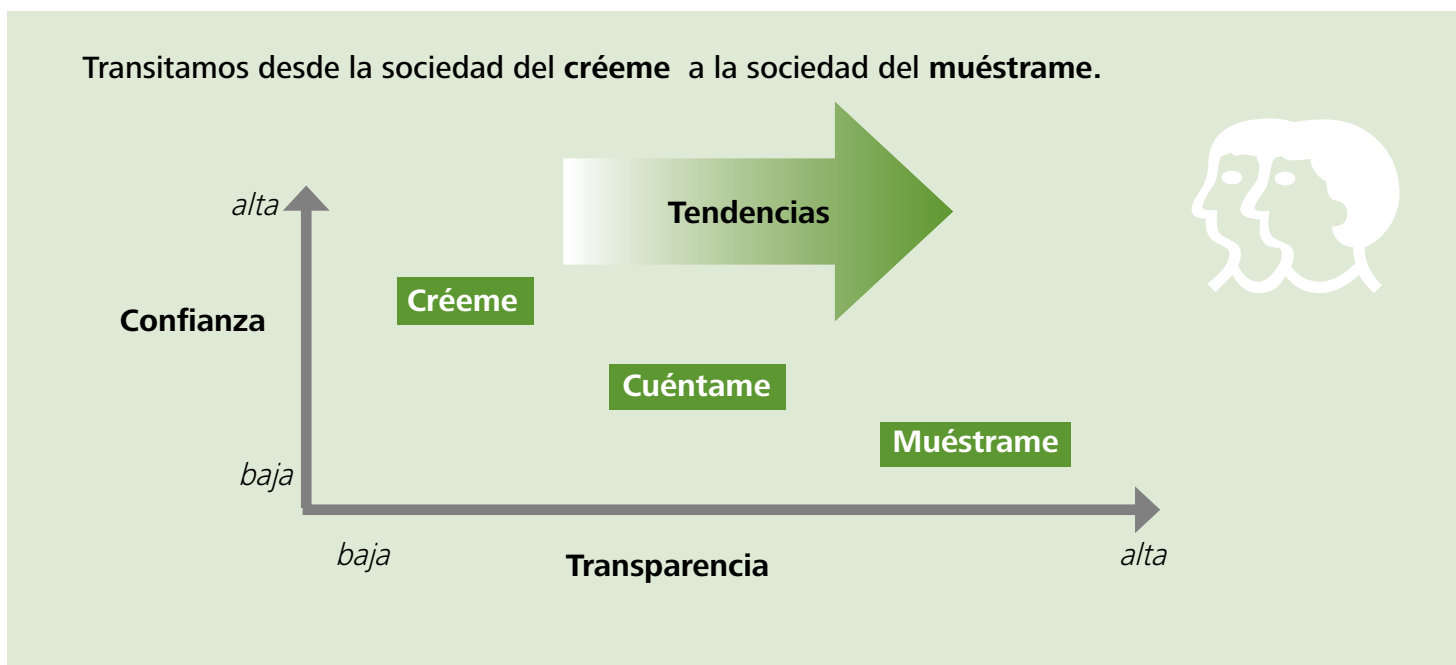 Transitamos desde la sociedad del créeme a la sociedad del muéstrame.
Tendencias
alta
Créeme
Confianza
Cuéntame
Muéstrame
baja
baja
Transparencia
alta